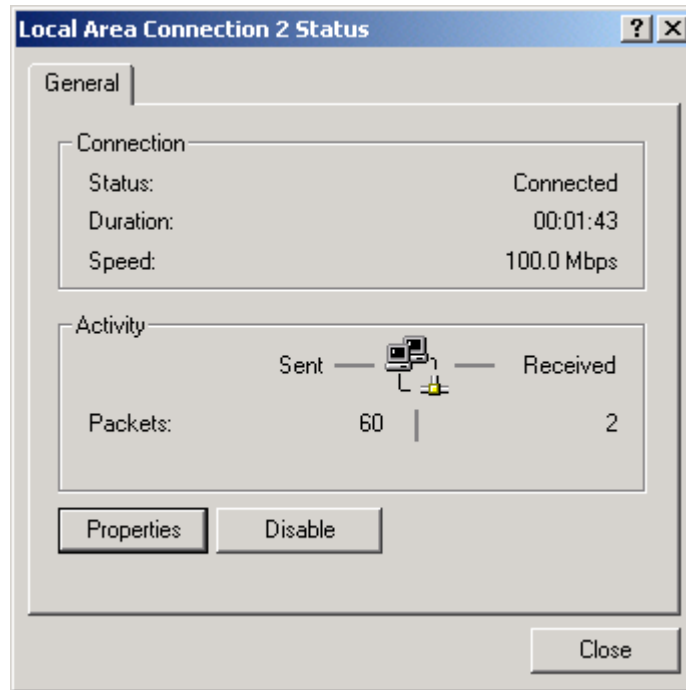 Local Area Connection 2 Status
General
Connection
Status: Connected
Duration: 00:01:43
Speed: 100.0 Mbps
Activity
Sent Received
Packets: 60 2
Properties Disable
Close